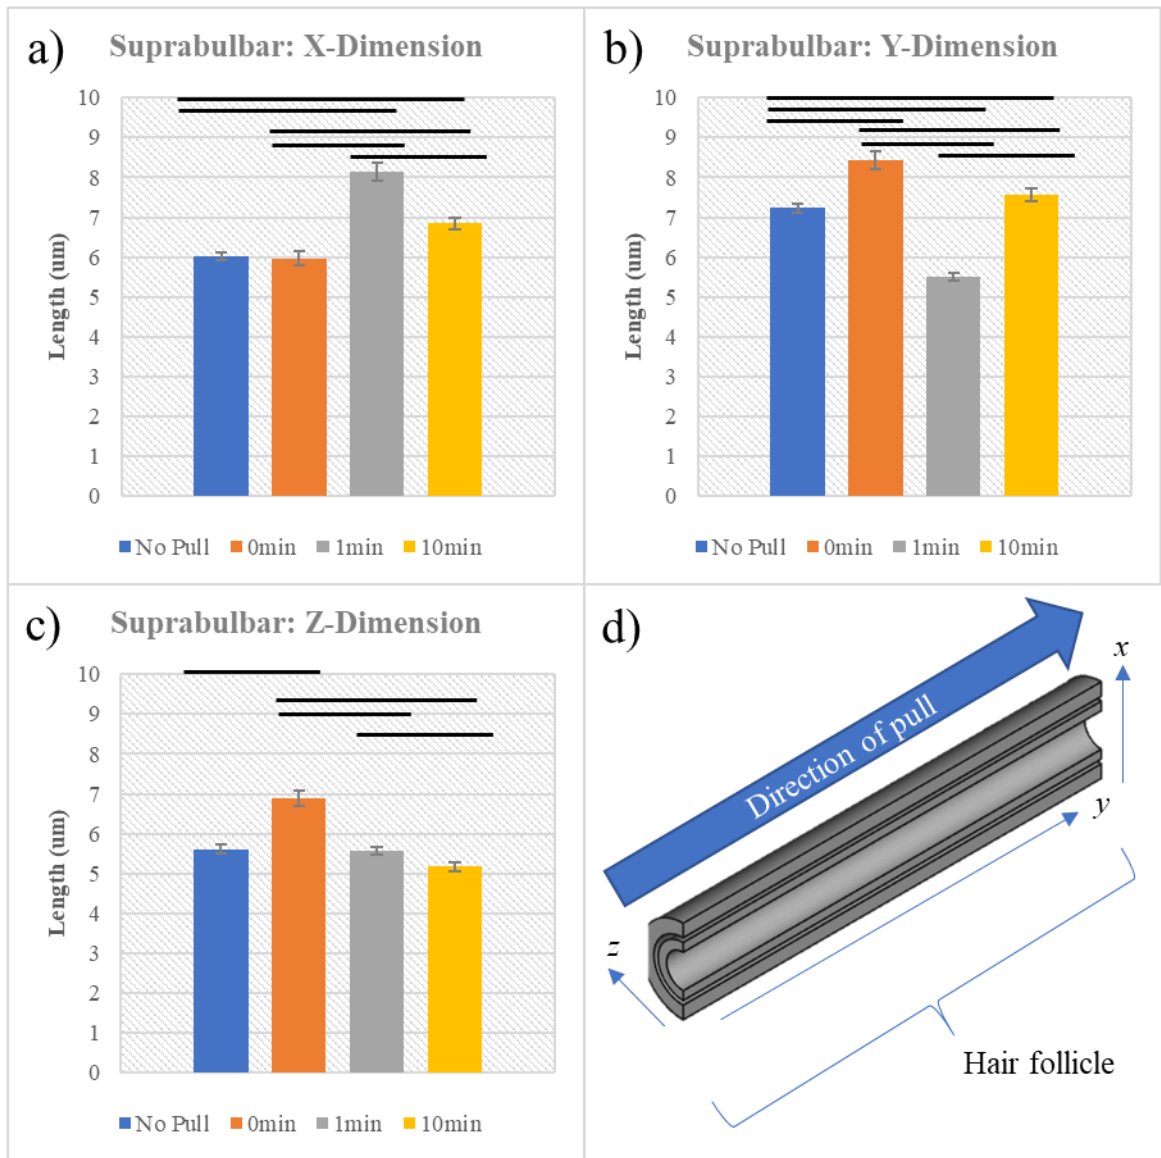 a) Suprabulbar: X-Dimension
10
9
8
7
6
5
4
3
2
1
0
Length (um)
No Pull 0min 1min 10min
b) Suprabulbar: Y-Dimension
10
9
8
7
6
5
4
3
2
1
0
Length (um)
No Pull 0min 1min 10min
c) Suprabulbar: Z-Dimension
10
9
8
7
6
5
4
3
2
1
0
Length (um)
No Pull 0min 1min 10min
d)
Direction of pull
x
y
z
Hair follicle